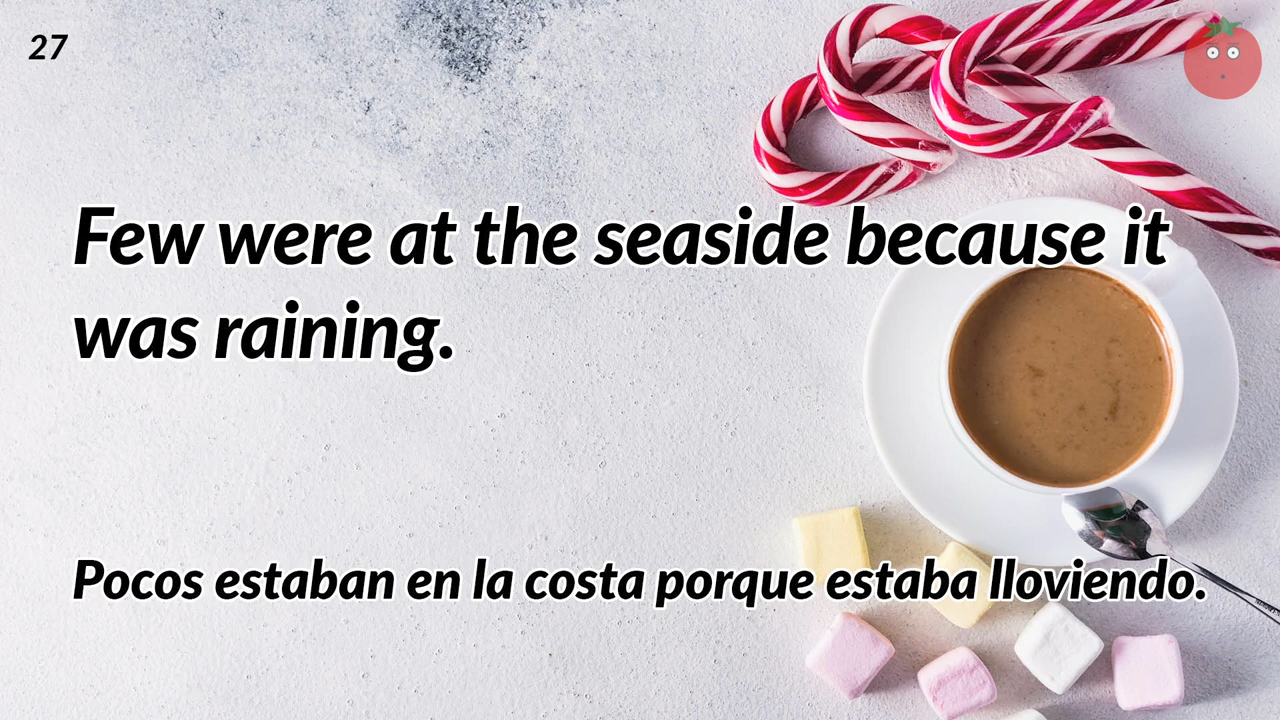 27
Few were at the seaside because it
was raining.
Pocos estaban en la costa porque estaba lloviendo.